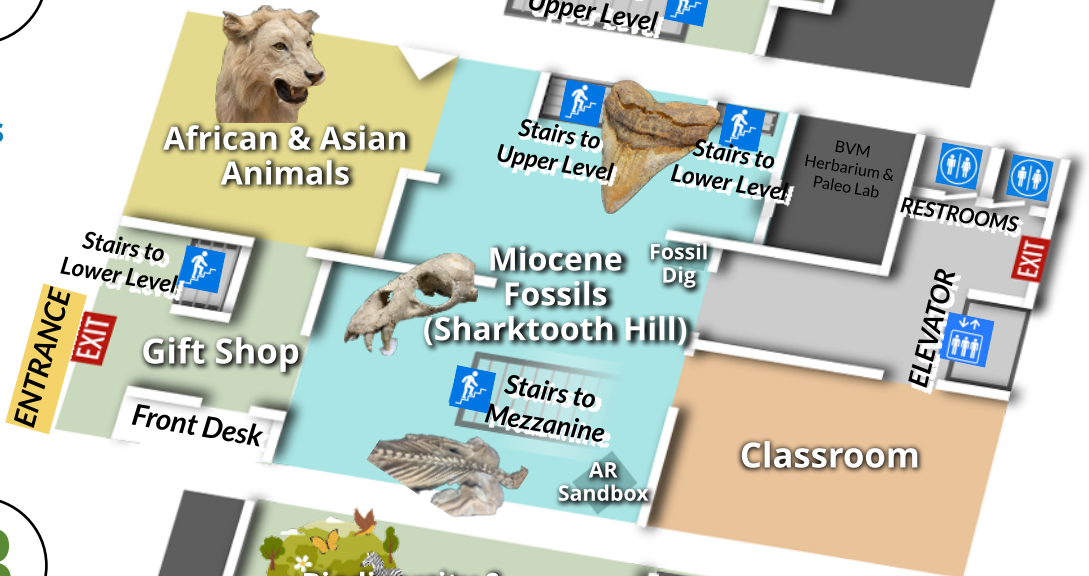 Upper Level
African & Asian
Animals
Stairs to
Upper Level
Stairs to
Lower Level
BVM
Herbarium &
Paleo Lab
RESTROOMS
EXIT
Stairs to
Lower Level
ENTRANCE
EXIT
Gift Shop
Front Desk
Miocene
Fossils
(Sharktooth Hill)
Fossil
Dig
ELEVATOR
Stairs to
Mezzanine
AR
Sandbox
Classroom